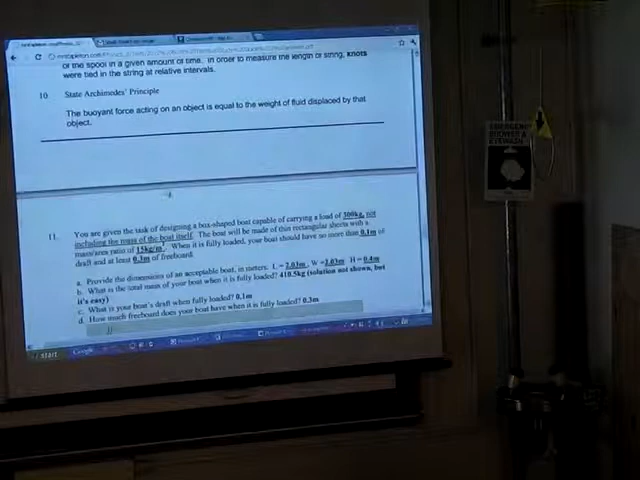 of the spool in a given amount of time. In order to measure the length of string, knots
were tied in the string at relative intervals.
10. State Archimedes' Principle
The buoyant force acting on an object is equal to the weight of fluid displaced by that
object.
11. You are given the task of designing a box-shaped boat capable of carrying a load of 300kg, not
including the mass of the boat itself. The boat will be made of thin rectangular sheets with a
mass/area ratio of 15kg/m². When it is fully loaded, your boat should have no more than 0.1m of
draft and at least 0.3m of freeboard.
a. Provide the dimensions of an acceptable boat, in meters: L = 2.03m, W = 2.03m H = 0.4m
b. What is the total mass of your boat when it is fully loaded? 410.5kg (solution not shown, but
it's easy)
c. What is your boat's draft when fully loaded? 0.1m
d. How much freeboard does your boat have when it is fully loaded? 0.3m
start
Google
EMERGENCY
SHOWER &
EYEWASH